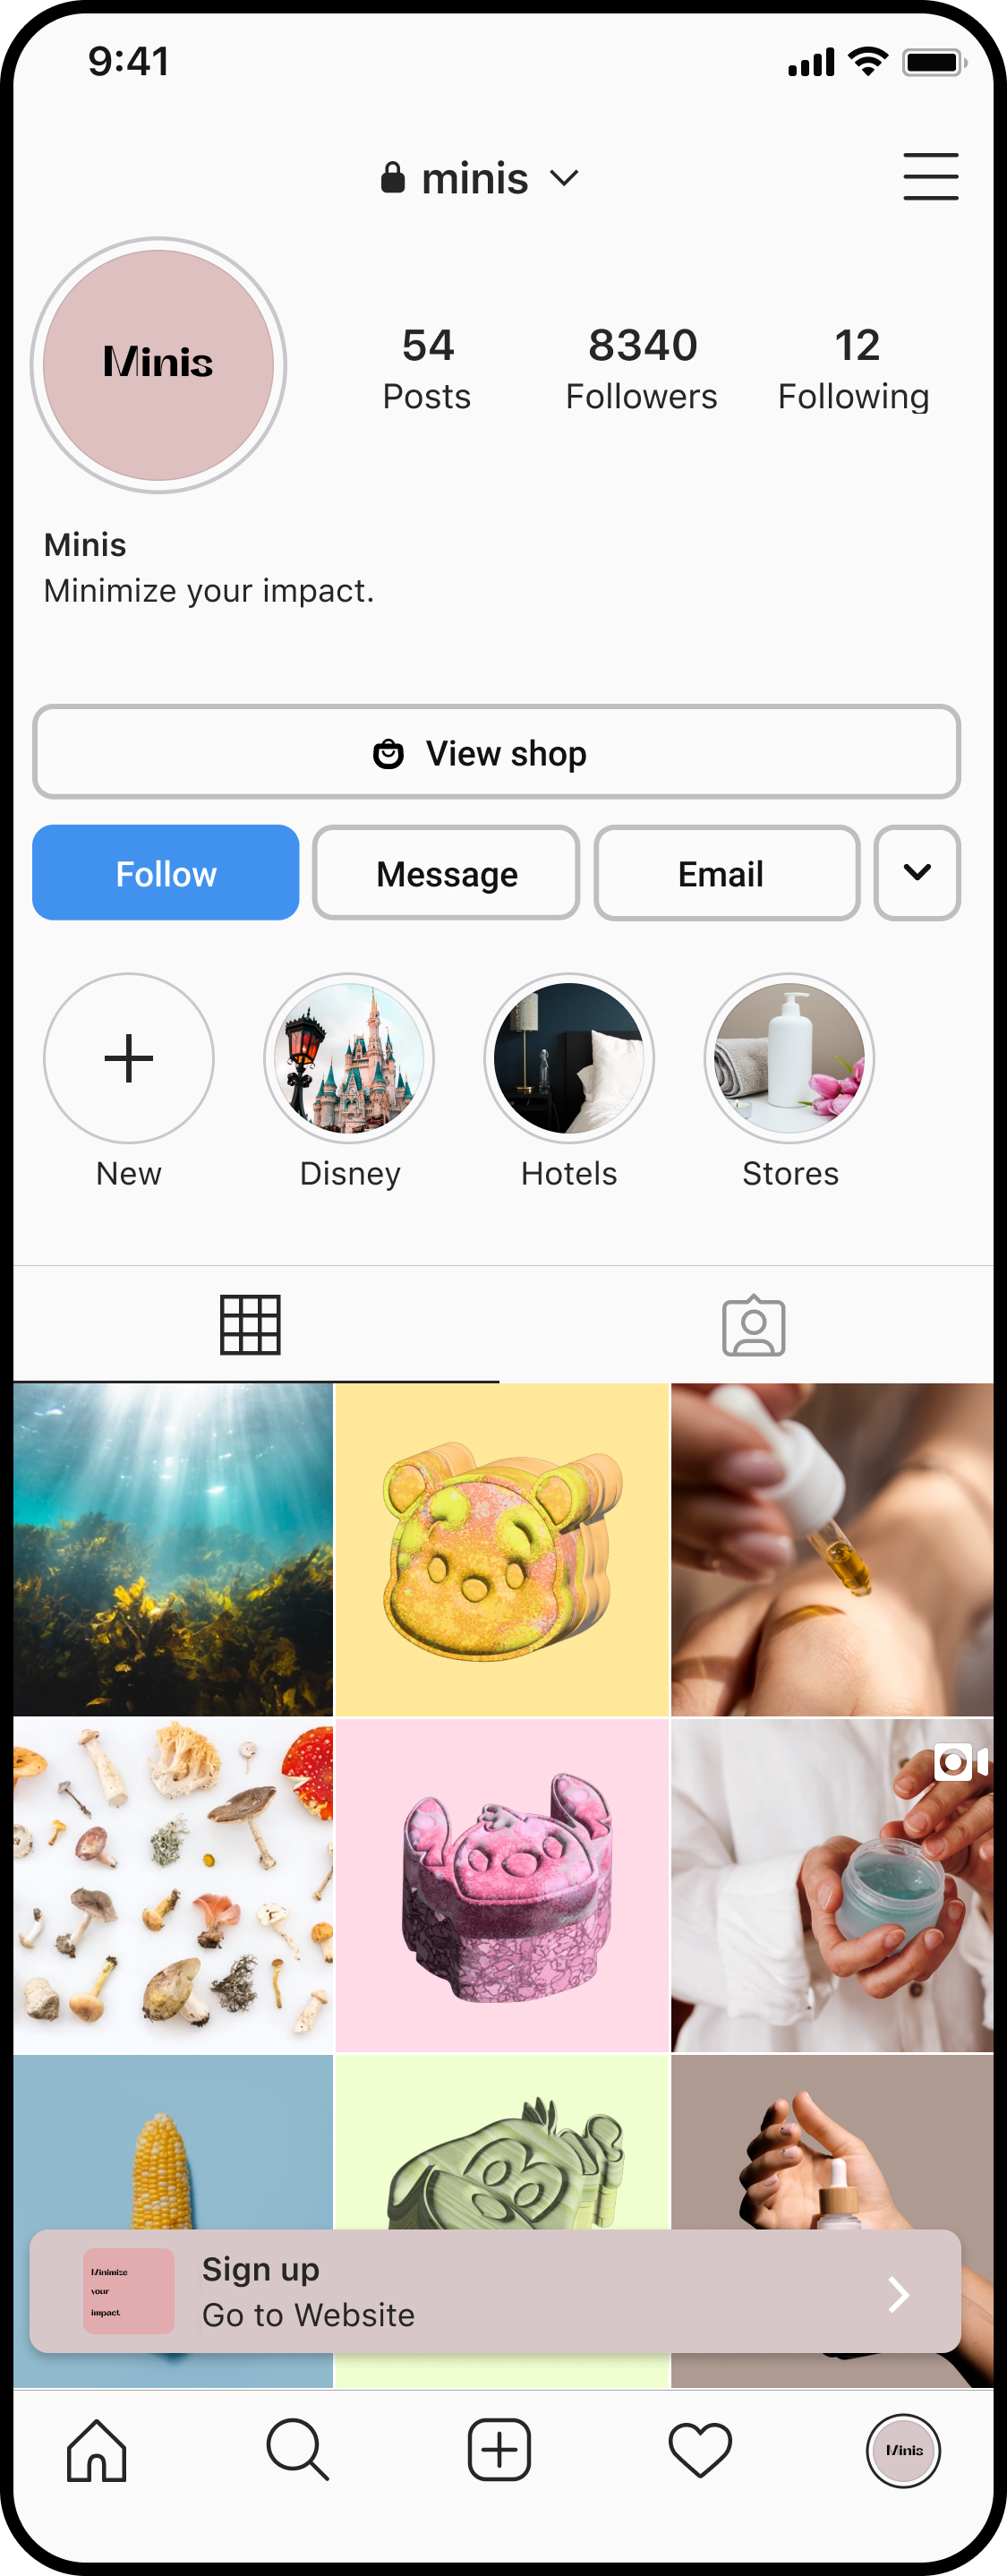 9:41
minis
Minis
54 8340 12
Posts Followers Following
Minis
Minimize your impact.
View shop
Follow Message Email
New Disney Hotels Stores
Minimize
your
impact
Sign up
Go to Website
Minis